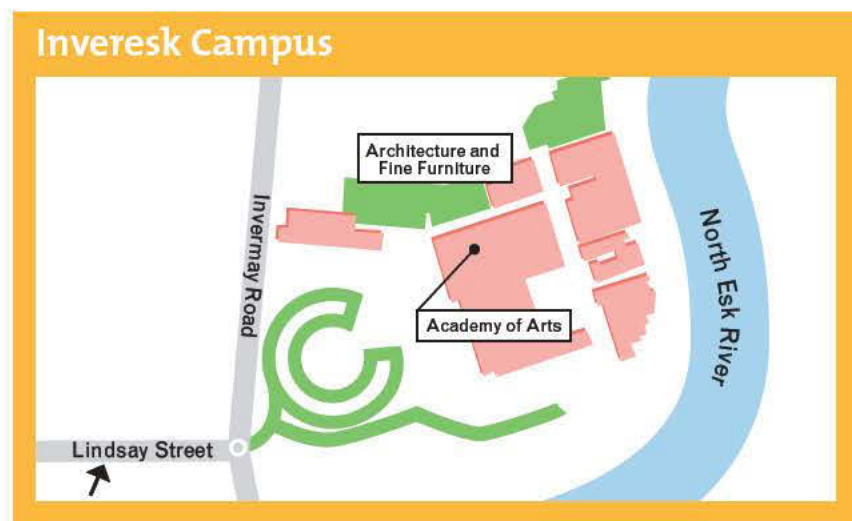 Inveresk Campus
Architecture and
Fine Furniture
Invermay Road
North Esk River
Academy of Arts
Lindsay Street